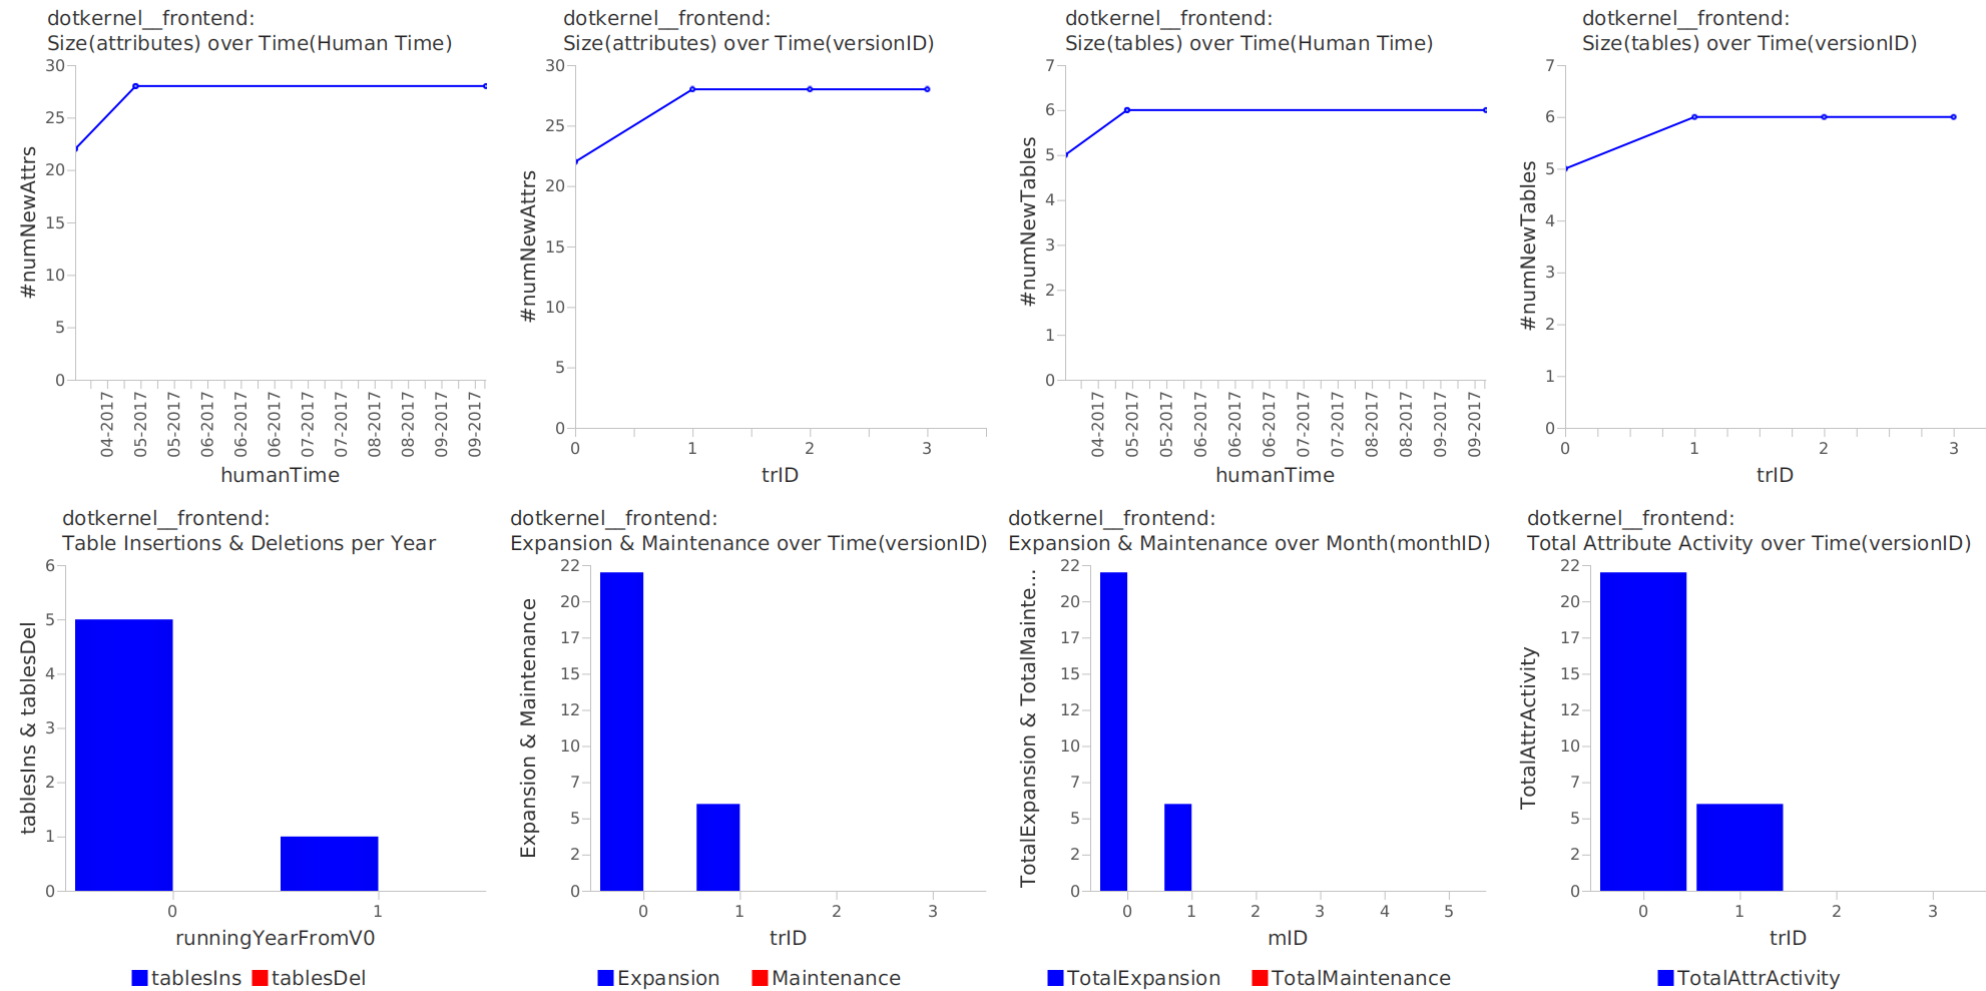 dotkernel__frontend:
Size(attributes) over Time(Human Time)
30
25
20
15
10
5
0
#numNewAttrs
04-2017
05-2017
05-2017
06-2017
06-2017
06-2017
07-2017
07-2017
08-2017
08-2017
09-2017
09-2017
humanTime
dotkernel__frontend:
Size(attributes) over Time(versionID)
30
25
20
15
10
5
0
#numNewAttrs
0
1
2
3
trID
dotkernel__frontend:
Size(tables) over Time(Human Time)
7
6
5
4
3
2
1
0
#numNewTables
04-2017
05-2017
05-2017
06-2017
06-2017
06-2017
07-2017
07-2017
08-2017
08-2017
09-2017
09-2017
humanTime
dotkernel__frontend:
Size(tables) over Time(versionID)
7
6
5
4
3
2
1
0
#numNewTables
0
1
2
3
trID
dotkernel__frontend:
Table Insertions & Deletions per Year
6
5
4
3
2
1
0
tablesIns & tablesDel
0
1
runningYearFromV0
tablesIns
tablesDel
dotkernel__frontend:
Expansion & Maintenance over Time(versionID)
22
20
17
15
12
10
7
5
2
0
Expansion & Maintenance
0
1
2
3
trID
Expansion
Maintenance
dotkernel__frontend:
Expansion & Maintenance over Month(monthID)
22
20
17
15
12
10
7
5
2
0
TotalExpansion & TotalMainte...
0
1
2
3
4
5
mID
TotalExpansion
TotalMaintenance
dotkernel__frontend:
Total Attribute Activity over Time(versionID)
22
20
17
15
12
10
7
5
2
0
TotalAttrActivity
0
1
2
3
trID
TotalAttrActivity